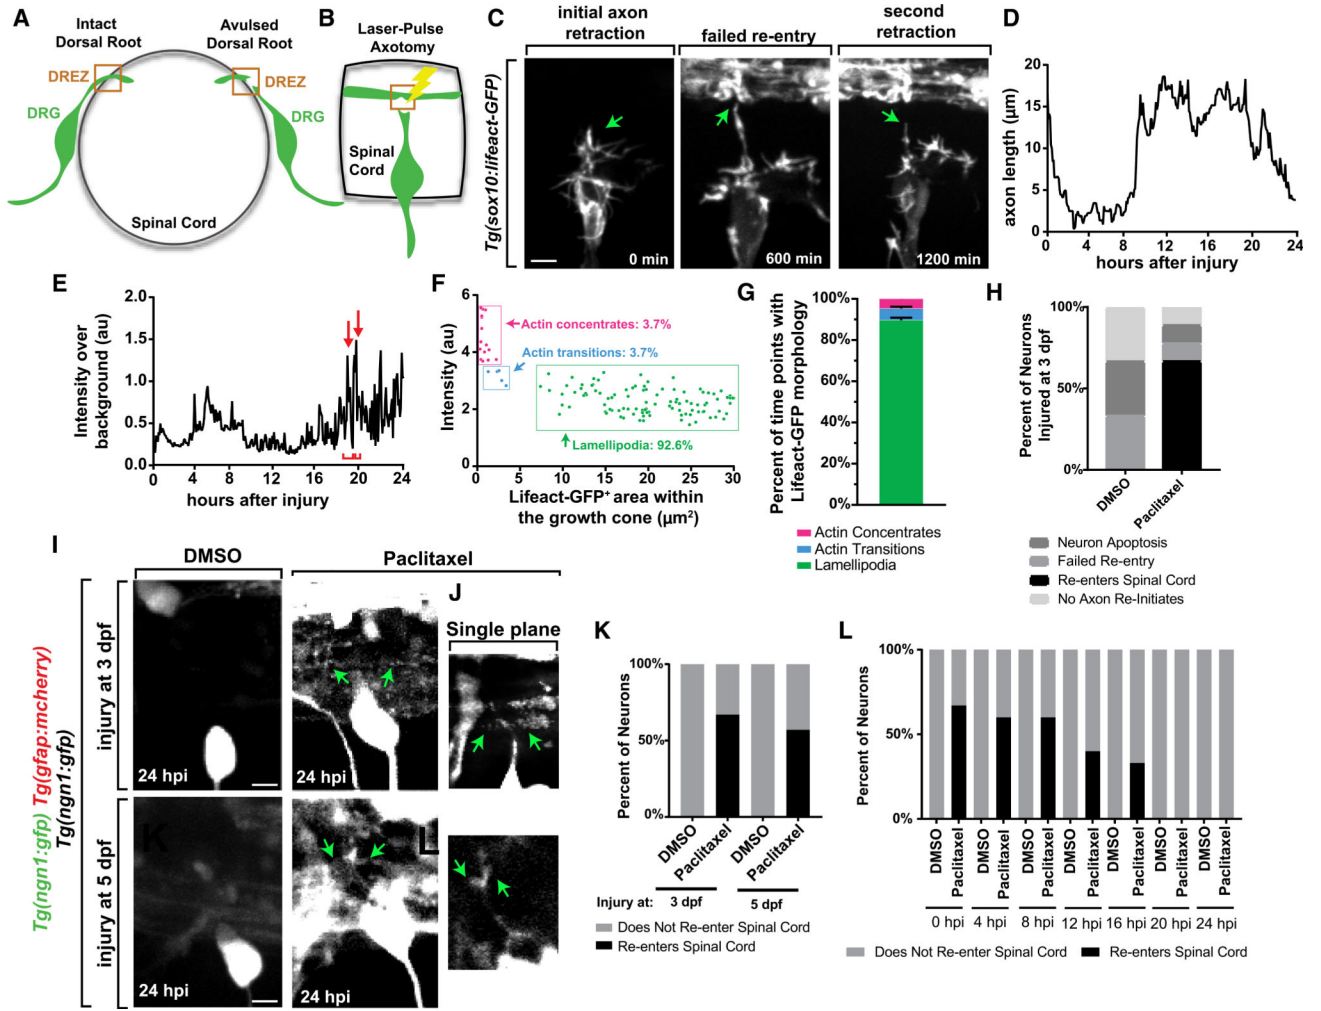 A
Intact
Dorsal Root
Avulsed
Dorsal Root
DREZ
DREZ
DRG
DRG
Spinal Cord
B
Laser-Pulse
Axotomy
Spinal
Cord
C
initial axon
retraction
failed re-entry
second
retraction
Tg(sox10:lifeact-GFP)
0 min
600 min
1200 min
D
axon length (μm)
20
15
10
5
0
0 4 8 12 16 20 24
hours after injury
E
Intensity over
background (au)
2.0
1.5
1.0
0.5
0.0
0 4 8 12 16 20 24
hours after injury
F
Intensity (au)
6
4
2
0
Actin concentrates: 3.7%
Actin transitions: 3.7%
Lamellipodia: 92.6%
0 5 10 15 20 25 30
Lifeact-GFP+ area within
the growth cone (μm2)
G
Percent of time points with
Lifeact-GFP morphology
100%
80%
60%
40%
20%
0%
Actin Concentrates
Actin Transitions
Lamellipodia
H
Percent of Neurons
Injured at 3 dpf
100%
50%
0%
DMSO
Paclitaxel
Neuron Apoptosis
Failed Re-entry
Re-enters Spinal Cord
No Axon Re-Initiates
I
DMSO
Paclitaxel
Tg(ngn1:gfp) Tg(gfap:mcherry)
Tg(ngn1:gfp)
injury at 3 dpf
24 hpi
24 hpi
injury at 5 dpf
K
L
24 hpi
24 hpi
J
Single plane
K
Percent of Neurons
100%
50%
0%
DMSO
Paclitaxel
DMSO
Paclitaxel
Injury at: 3 dpf 5 dpf
Does Not Re-enter Spinal Cord
Re-enters Spinal Cord
L
Percent of Neurons
100%
50%
0%
DMSO
Paclitaxel
DMSO
Paclitaxel
DMSO
Paclitaxel
DMSO
Paclitaxel
DMSO
Paclitaxel
DMSO
Paclitaxel
DMSO
Paclitaxel
0 hpi 4 hpi 8 hpi 12 hpi 16 hpi 20 hpi 24 hpi
Does Not Re-enter Spinal Cord Re-enters Spinal Cord